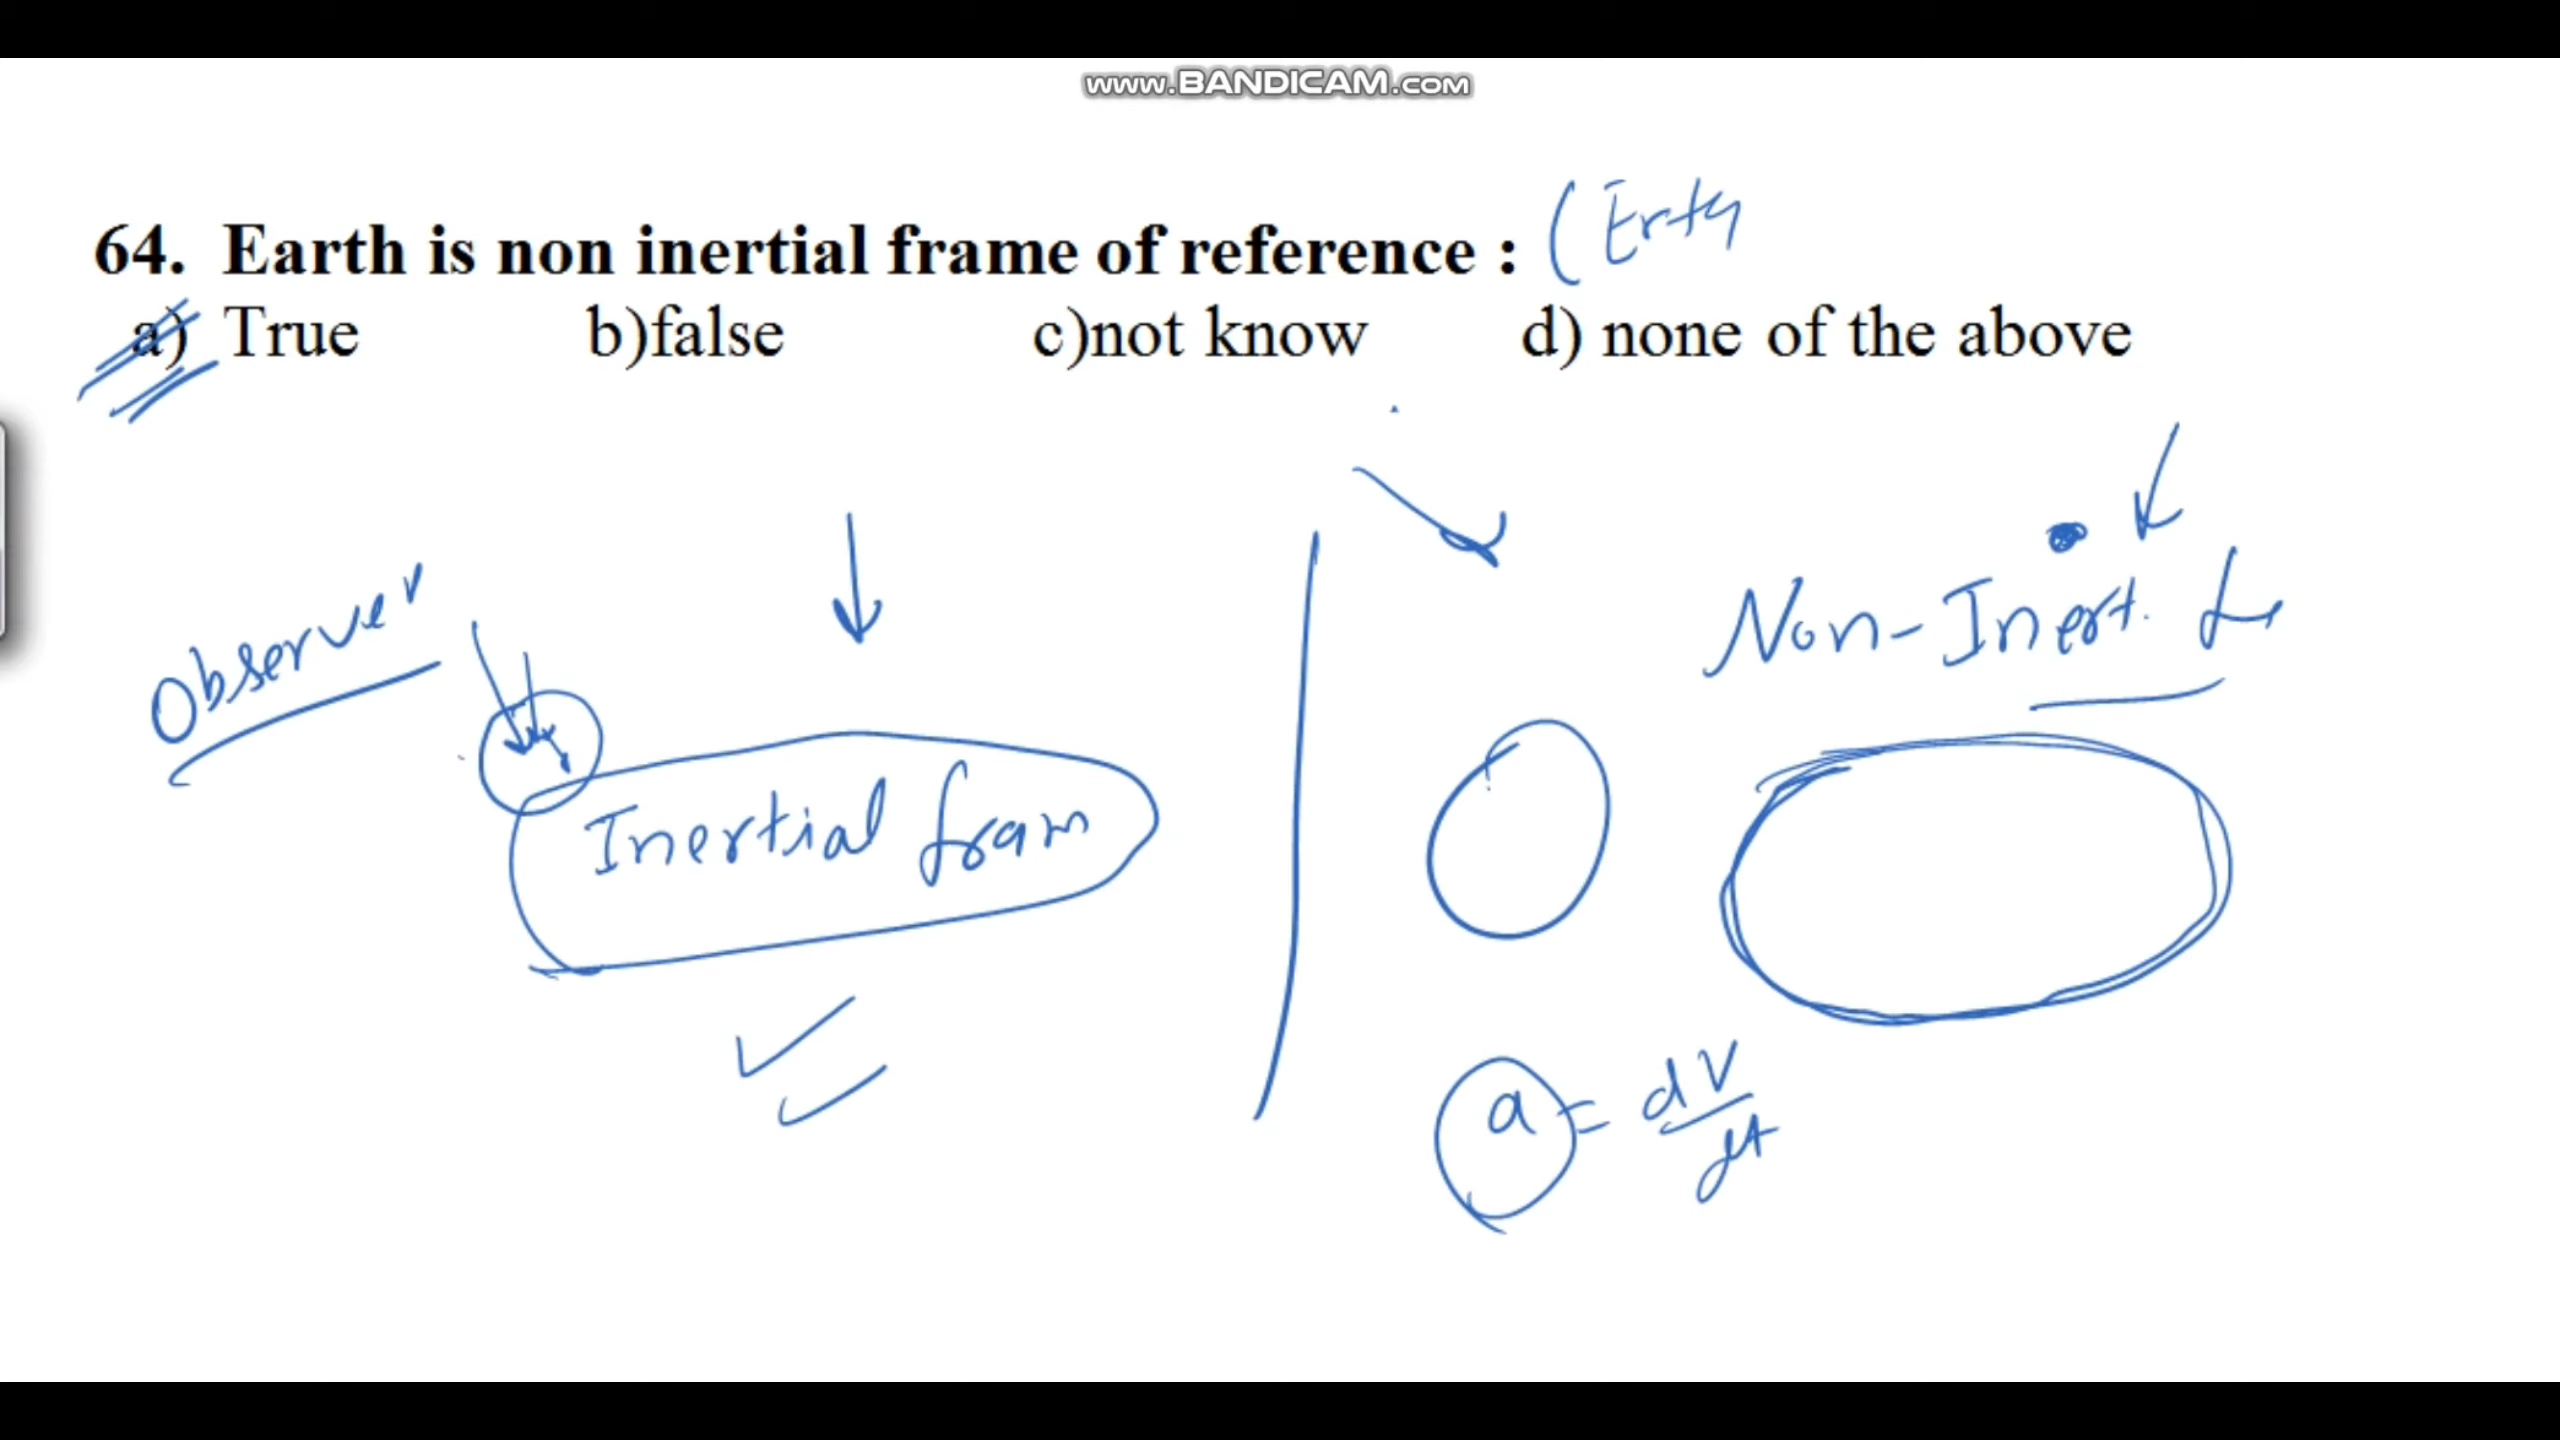 www.BANDICAM.com
64. Earth is non inertial frame of reference : (
a) True b)false c)not know d) none of the above
Observer
Non-Inert.
Inertial fram
a = dV/dt